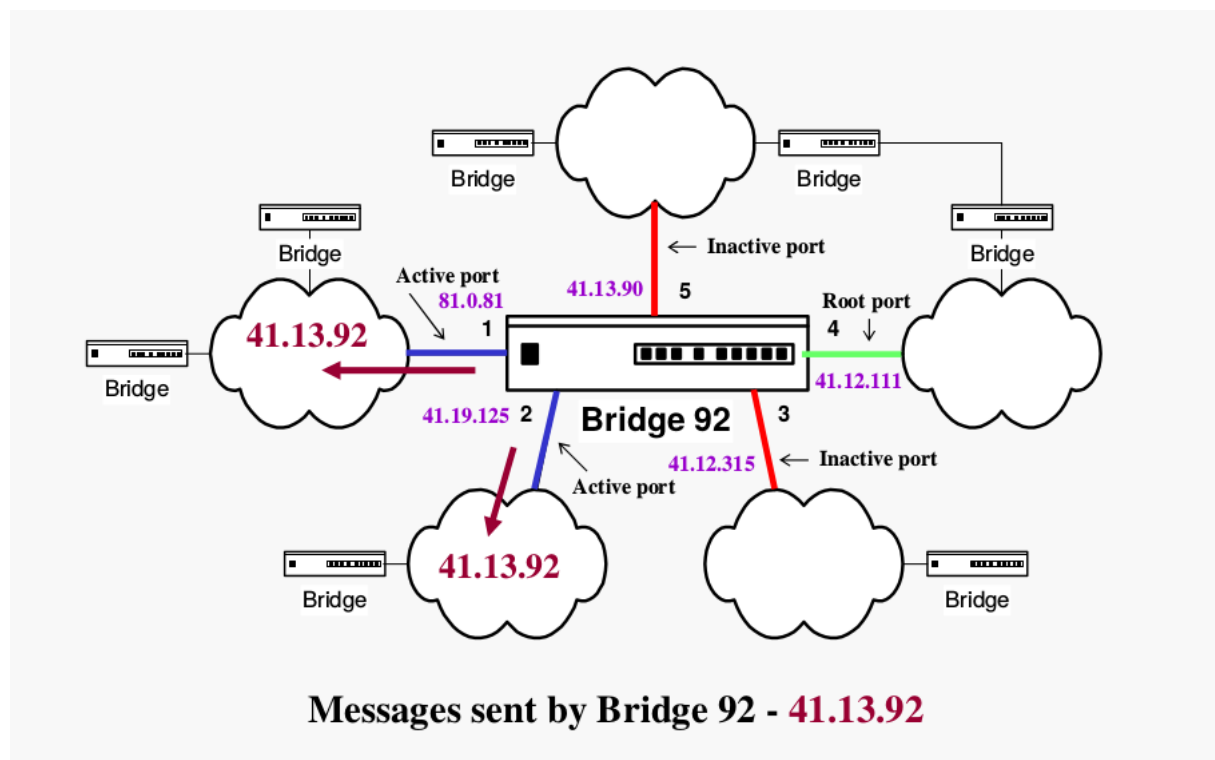 Bridge
Bridge
Bridge
Bridge
Inactive port
Active port
81.0.81
41.13.90
5
Root port
1
4
41.13.92
Bridge
41.12.111
41.19.125
2
Bridge 92
3
41.12.315
Inactive port
Active port
41.13.92
Bridge
Bridge
Messages sent by Bridge 92 - 41.13.92